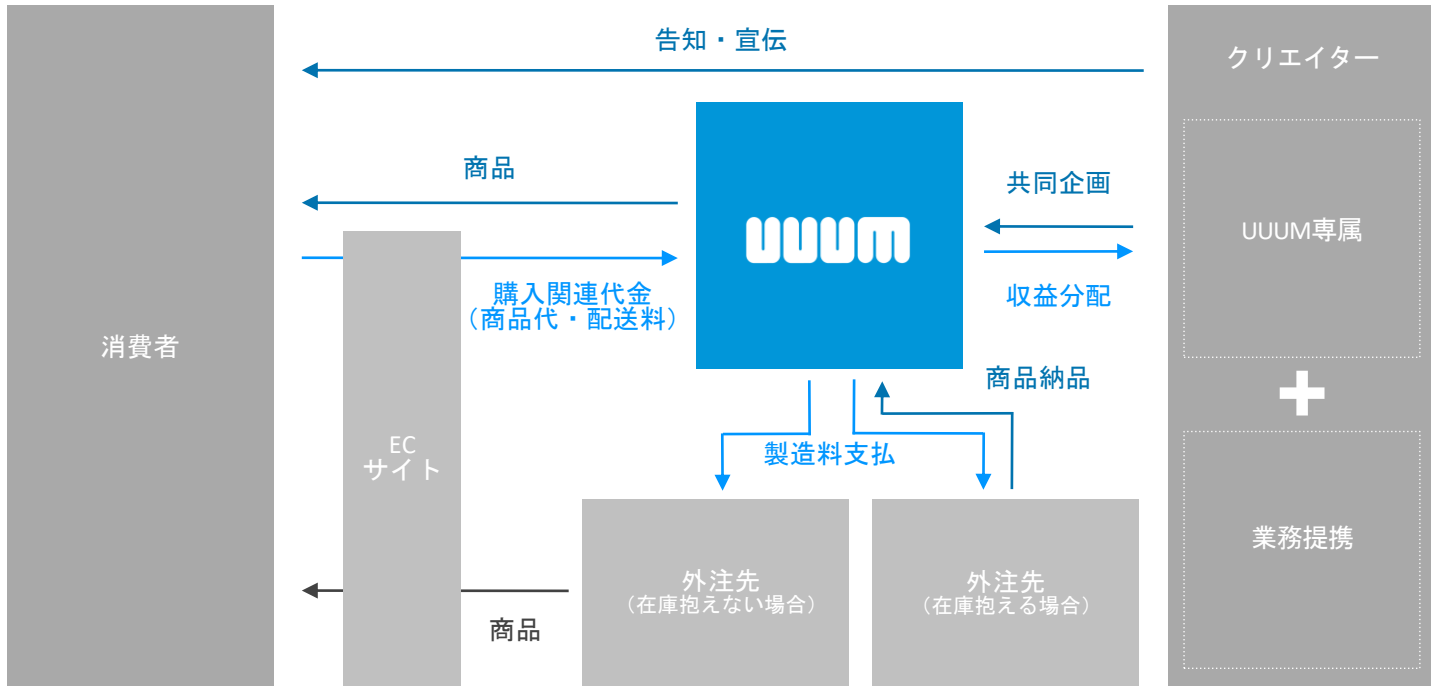 告知・宣伝
クリエイター
商品
共同企画
UUUM
UUUM専属
購入関連代金
（商品代・配送料）
収益分配
消費者
商品納品
EC
サイト
製造料支払
業務提携
外注先
（在庫抱えない場合）
外注先
（在庫抱える場合）
商品